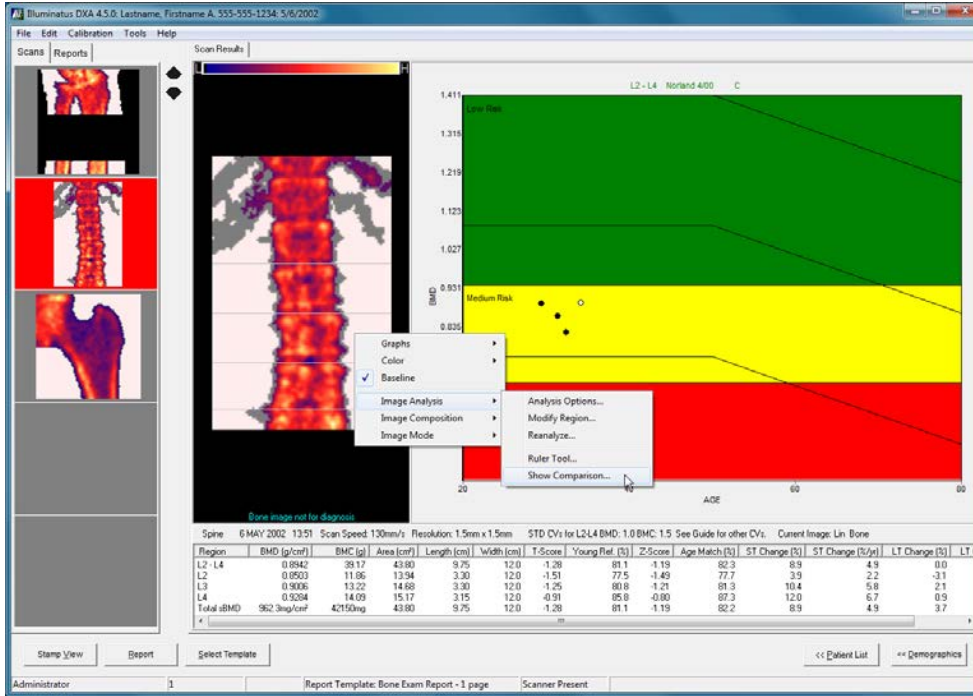 Illuminatus DXA 4.5.0: Lastname, Firstname A. 555-555-1234: 5/6/2002
File Edit Calibration Tools Help
Scans Reports
Scan Results
L H
L2 - L4 Norland 4/00 C
1.411
Low Risk
1.315
1.219
1.123
1.027
0.931
BMD
Medium Risk
0.835
Graphs
Color
Baseline
Image Analysis
Image Composition
Image Mode
Analysis Options...
Modify Region...
Reanalyze...
Ruler Tool...
Show Comparison...
20 40 60 80
AGE
Bone image not for diagnosis
Spine 6 MAY 2002 13:51 Scan Speed: 130mm/s Resolution: 1.5mm x 1.5mm STD CVs for L2-L4 BMD: 1.0 BMC: 1.5 See Guide for other CVs. Current Image: Lin Bone
Region BMD (g/cm²) BMC (g) Area (cm²) Length (cm) Width (cm) T-Score Young Ref. (%) Z-Score Age Match (%) ST Change (%) ST Change (%/yr) LT Change (%) LT
L2 - L4 0.8942 39.17 43.80 9.75 12.0 -1.28 81.1 -1.19 82.3 8.9 4.9 0.0
L2 0.8503 11.86 13.94 3.30 12.0 -1.51 77.5 -1.49 77.7 3.9 2.2 -3.1
L3 0.9006 13.22 14.68 3.30 12.0 -1.25 80.8 -1.21 81.3 10.4 5.8 2.1
L4 0.9284 14.09 15.17 3.15 12.0 -0.91 85.8 -0.80 87.3 12.0 6.7 0.9
Total sBMD 962.3mg/cm² 42150mg 43.80 9.75 12.0 -1.28 81.1 -1.19 82.2 8.9 4.9 3.7
Stamp View Report Select Template << Patient List << Demographics
Administrator 1 Report Template: Bone Exam Report - 1 page Scanner Present